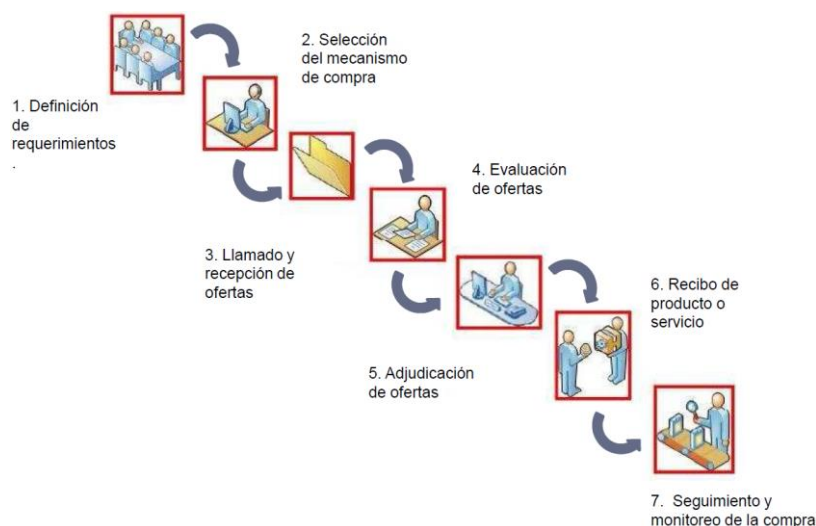 1. Definición
de
requerimientos
.
2. Selección
del mecanismo
de compra
3. Llamado y
recepción de
ofertas
4. Evaluación
de ofertas
5. Adjudicación
de ofertas
6. Recibo de
producto o
servicio
7. Seguimiento y
monitoreo de la compra